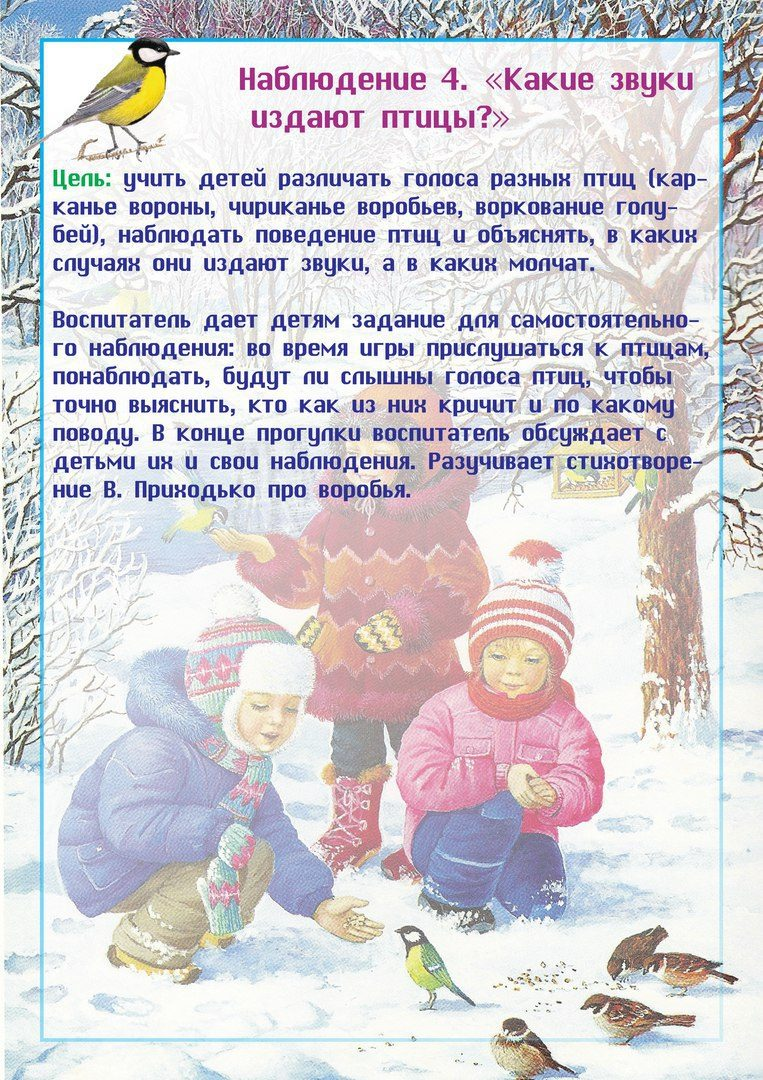 Наблюдение 4. «Какие звуки
издают птицы?»
Цель: учить детей различать голоса разных птиц (кар-
канье вороны, чириканье воробьев, воркование голу-
бей), наблюдать поведение птиц и объяснять, в каких
случаях они издают звуки, а в каких молчат.
Воспитатель дает детям задание для самостоятельно-
го наблюдения: во время игры прислушаться к птицам,
понаблюдать, будут ли слышны голоса птиц, чтобы
точно выяснить, кто как из них кричит и по какому
поводу. В конце прогулки воспитатель обсуждает с
детьми их и свои наблюдения. Разучивает стихотворе-
ние В. Приходько про воробья.